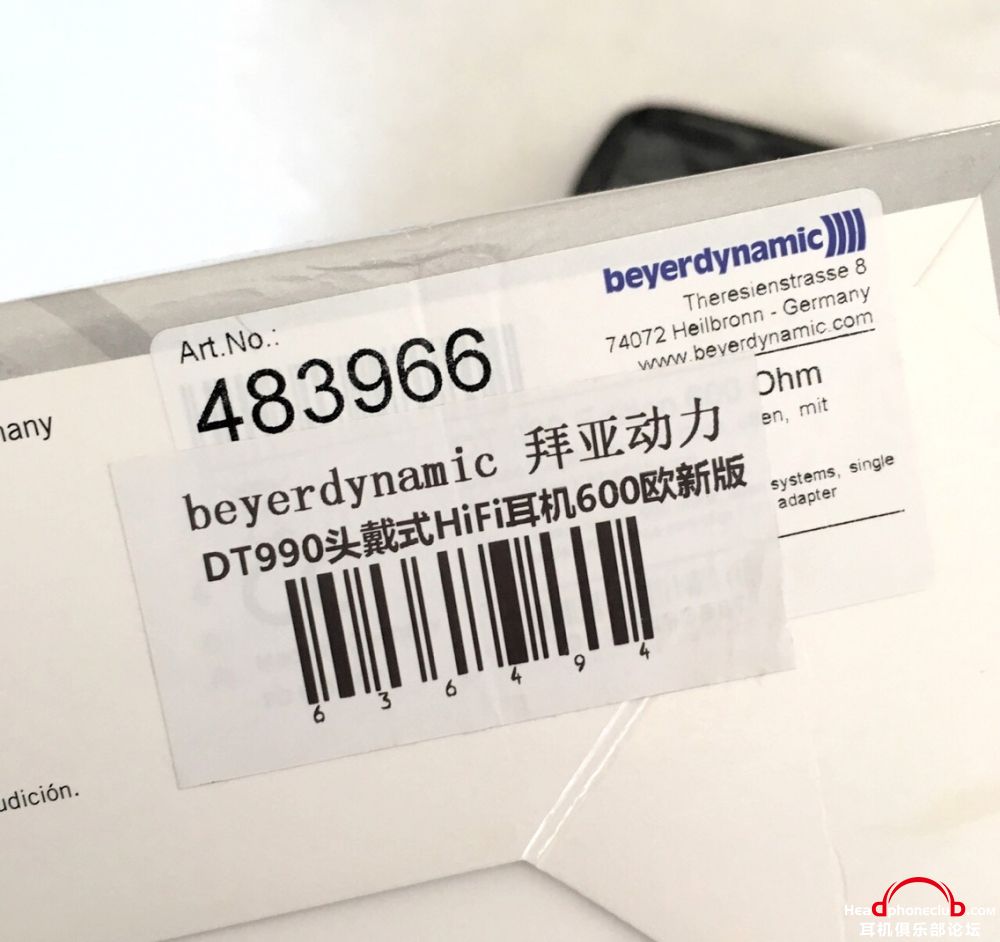 beyerdynamic
Theresienstrasse 8
74072 Heilbronn - Germany
www.beyerdynamic.com
Art.No.:
483966
Ohm
en, mit
systems, single
adapter
many
beyerdynamic 拜亚动力
DT990头戴式HiFi耳机600欧新版
6 3 6 4 9 4
udición.
Headphoneclub.com
耳机俱乐部论坛